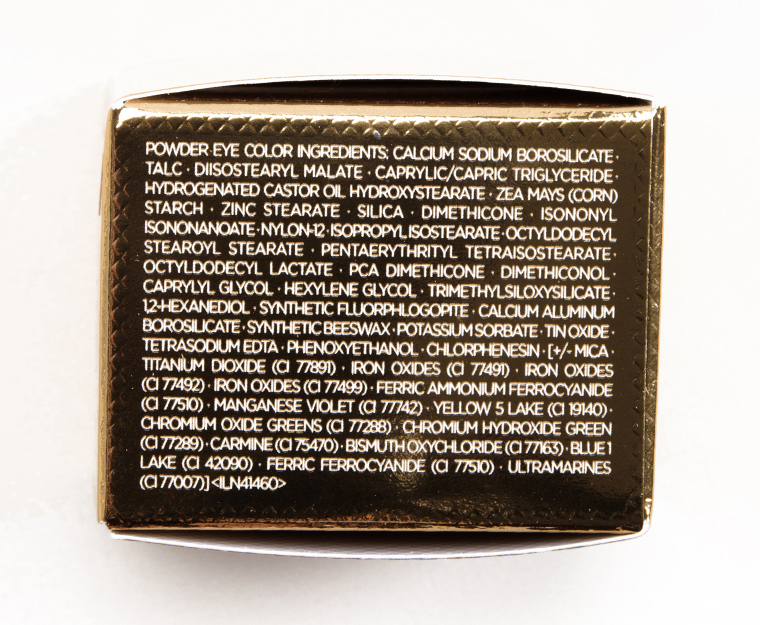 POWDER EYE COLOR INGREDIENTS: CALCIUM SODIUM BOROSILICATE ·
TALC · DIISOSTEARYL MALATE · CAPRYLIC/CAPRIC TRIGLYCERIDE ·
HYDROGENATED CASTOR OIL HYDROXYSTEARATE · ZEA MAYS (CORN)
STARCH · ZINC STEARATE · SILICA · DIMETHICONE · ISONONYL
ISONONANOATE · NYLON-12 · ISOPROPYL ISOSTEARATE · OCTYLDODECYL
STEAROYL STEARATE · PENTAERYTHRITYL TETRAISOSTEARATE ·
OCTYLDODECYL LACTATE · PCA DIMETHICONE · DIMETHICONOL ·
CAPRYLYL GLYCOL · HEXYLENE GLYCOL · TRIMETHYLSILOXYSILICATE ·
1,2-HEXANEDIOL · SYNTHETIC FLUORPHLOGOPITE · CALCIUM ALUMINUM
BOROSILICATE · SYNTHETIC BEESWAX · POTASSIUM SORBATE · TIN OXIDE ·
TETRASODIUM EDTA · PHENOXYETHANOL · CHLORPHENESIN · [+/- MICA ·
TITANIUM DIOXIDE (CI 77891) · IRON OXIDES (CI 77491) · IRON OXIDES
(CI 77492) · IRON OXIDES (CI 77499) · FERRIC AMMONIUM FERROCYANIDE
(CI 77510) · MANGANESE VIOLET (CI 77742) · YELLOW 5 LAKE (CI 19140) ·
CHROMIUM OXIDE GREENS (CI 77288) · CHROMIUM HYDROXIDE GREEN
(CI 77289) · CARMINE (CI 75470) · BISMUTH OXYCHLORIDE (CI 77163) · BLUE 1
LAKE (CI 42090) · FERRIC FERROCYANIDE (CI 77510) · ULTRAMARINES
(CI 77007)] <ILN41460>